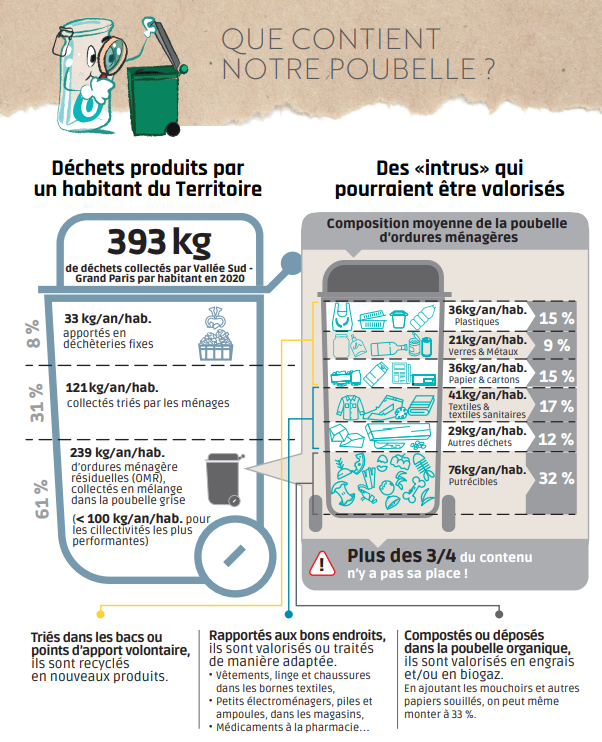 QUE CONTIENT
NOTRE POUBELLE ?
Déchets produits par
un habitant du Territoire
393 kg
de déchets collectés par Vallée Sud -
Grand Paris par habitant en 2020
8 %
33 kg/an/hab.
apportés en
déchèteries fixes
31 %
121 kg/an/hab.
collectés triés par les ménages
61 %
239 kg/an/hab.
d'ordures ménagère
résiduelles (OMR),
collectés en mélange
dans la poubelle grise
(< 100 kg/an/hab. pour
les cillectivités les plus
performantes)
Des «intrus» qui
pourraient être valorisés
Composition moyenne de la poubelle
d'ordures ménagères
36kg/an/hab.
Plastiques
15 %
21kg/an/hab.
Verres & Métaux
9 %
36kg/an/hab.
Papier & cartons
15 %
41kg/an/hab.
Textiles &
textiles sanitaires
17 %
29kg/an/hab.
Autres déchets
12 %
76kg/an/hab.
Putrécibles
32 %
! Plus des 3/4 du contenu
n'y a pas sa place !
Triés dans les bacs ou
points d'apport volontaire,
ils sont recyclés
en nouveaux produits.
Rapportés aux bons endroits,
ils sont valorisés ou traités
de manière adaptée.
• Vêtements, linge et chaussures
dans les bornes textiles,
• Petits électroménagers, piles et
ampoules, dans les magasins,
• Médicaments à la pharmacie...
Compostés ou déposés
dans la poubelle organique,
ils sont valorisés en engrais
et/ou en biogaz.
En ajoutant les mouchoirs et autres
papiers souillés, on peut même
monter à 33 %.